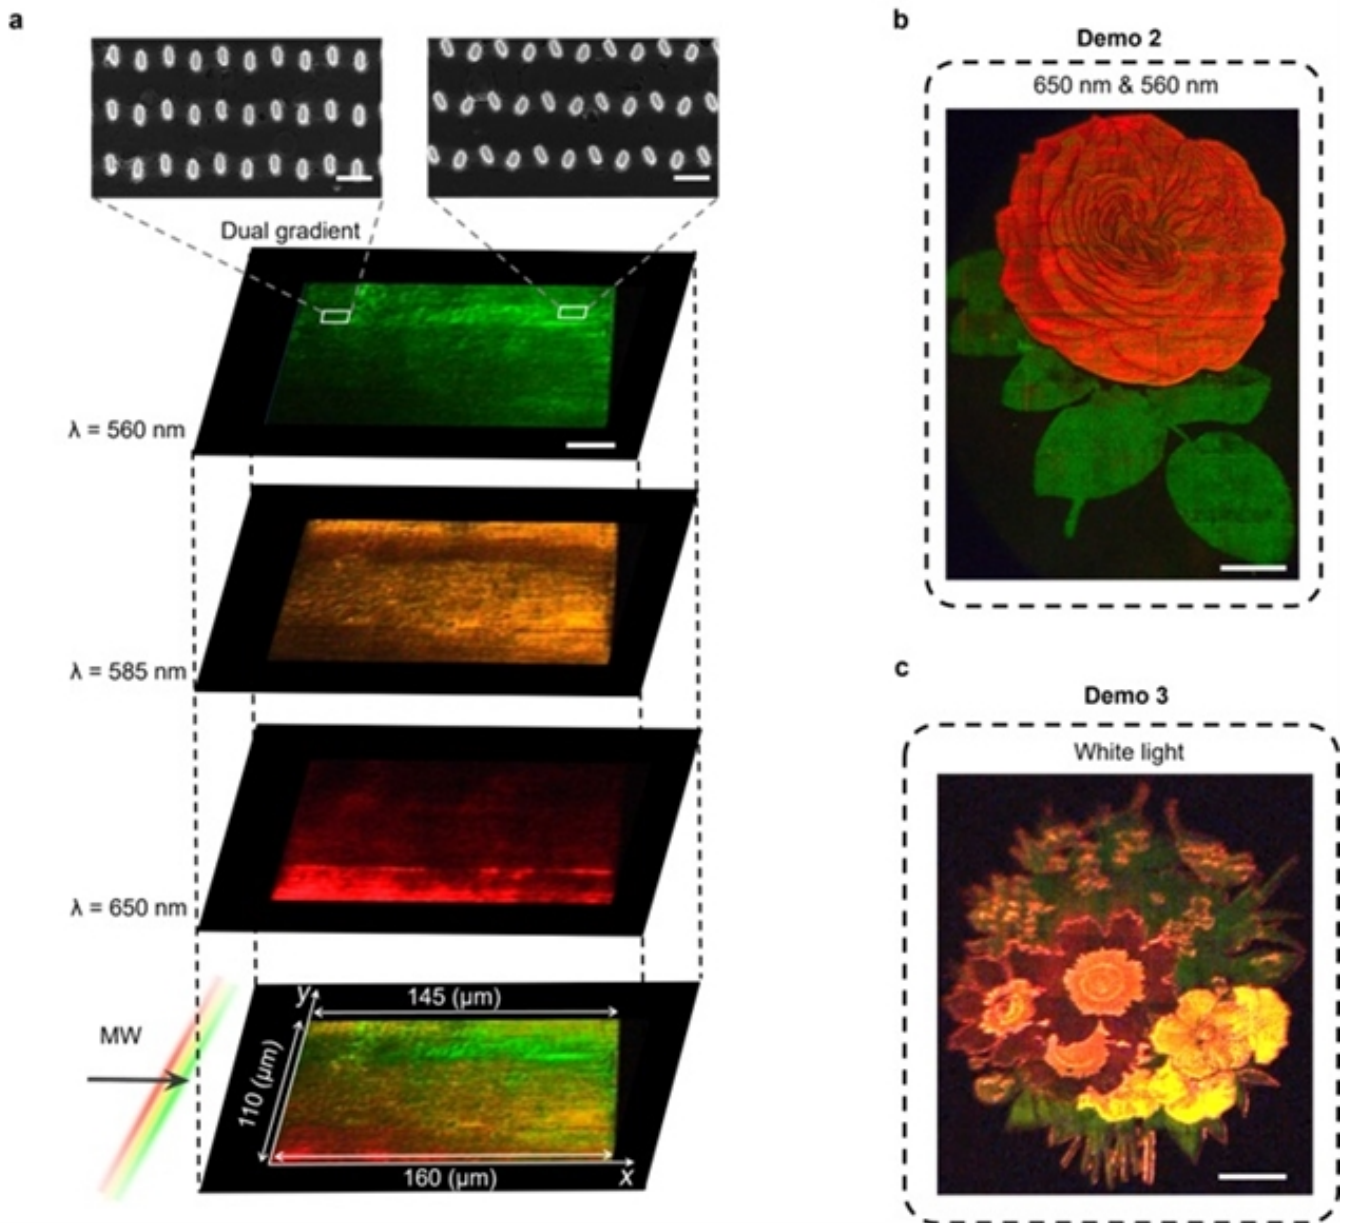 a
Dual gradient
λ = 560 nm
λ = 585 nm
λ = 650 nm
MW
y
145 (μm)
110 (μm)
160 (μm)
x
b
Demo 2
650 nm & 560 nm
c
Demo 3
White light